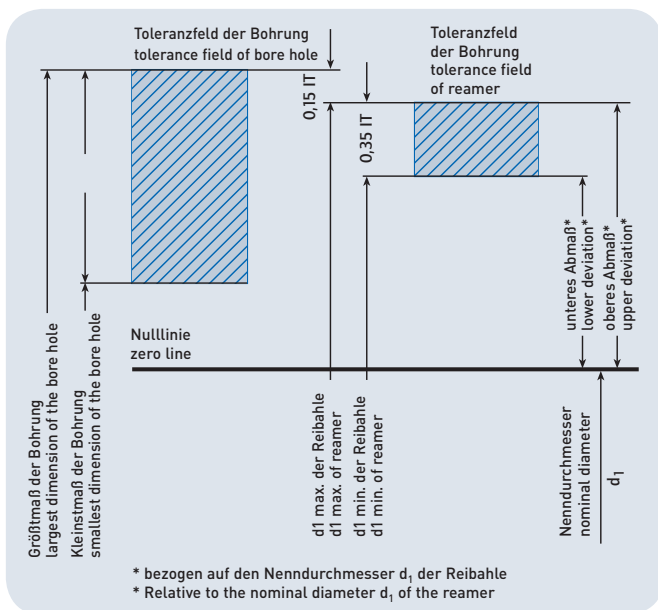 Toleranzfeld der Bohrung
tolerance field of bore hole
Toleranzfeld
der Bohrung
tolerance field
of reamer
0,15 IT
0,35 IT
unteres Abmaß*
lower deviation*
oberes Abmaß*
upper deviation*
Nulllinie
zero line
Größtmaß der Bohrung
largest dimension of the bore hole
Kleinstmaß der Bohrung
smallest dimension of the bore hole
d1 max. der Reibahle
d1 max. of reamer
d1 min. der Reibahle
d1 min. of reamer
Nenndurchmesser
nominal diameter
d₁
* bezogen auf den Nenndurchmesser d₁ der Reibahle
* Relative to the nominal diameter d₁ of the reamer